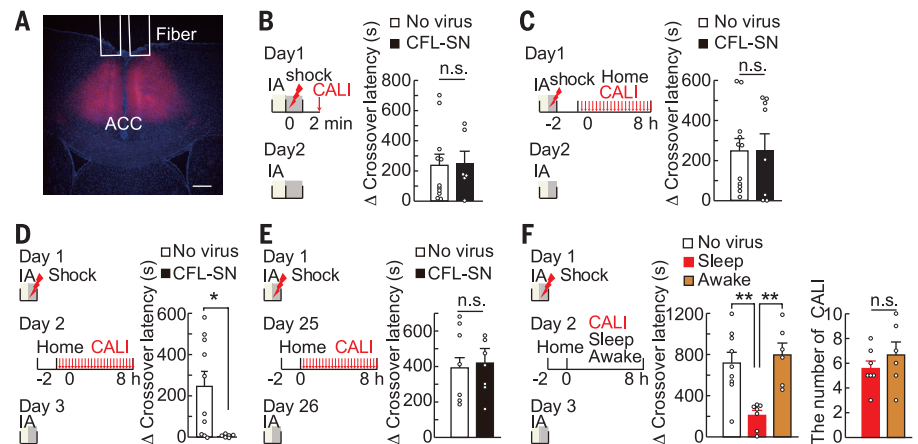 A
Fiber
ACC
B
No virus
CFL-SN
Day1
IA shock
CALI
0 2 min
Day2
IA
Δ Crossover latency (s)
800
600
400
200
0
n.s.
C
No virus
CFL-SN
Day1
IA shock Home
CALI
-2 0 8 h
Day2
IA
Δ Crossover latency (s)
600
400
200
0
n.s.
D
No virus
CFL-SN
Day 1
IA Shock
Day 2
Home CALI
-2 0 8 h
Day 3
IA
Δ Crossover latency (s)
600
400
200
0
*
E
No virus
CFL-SN
Day 1
IA Shock
Day 25
Home CALI
-2 0 8 h
Day 26
IA
Δ Crossover latency (s)
800
600
400
200
0
n.s.
F
No virus
Sleep
Awake
Day 1
IA Shock
Day 2 CALI
Sleep
Home Awake
-2 0 8 h
Day 3
IA
Δ Crossover latency (s)
1200
800
400
0
** **
The number of CALI
10
8
6
4
2
0
n.s.